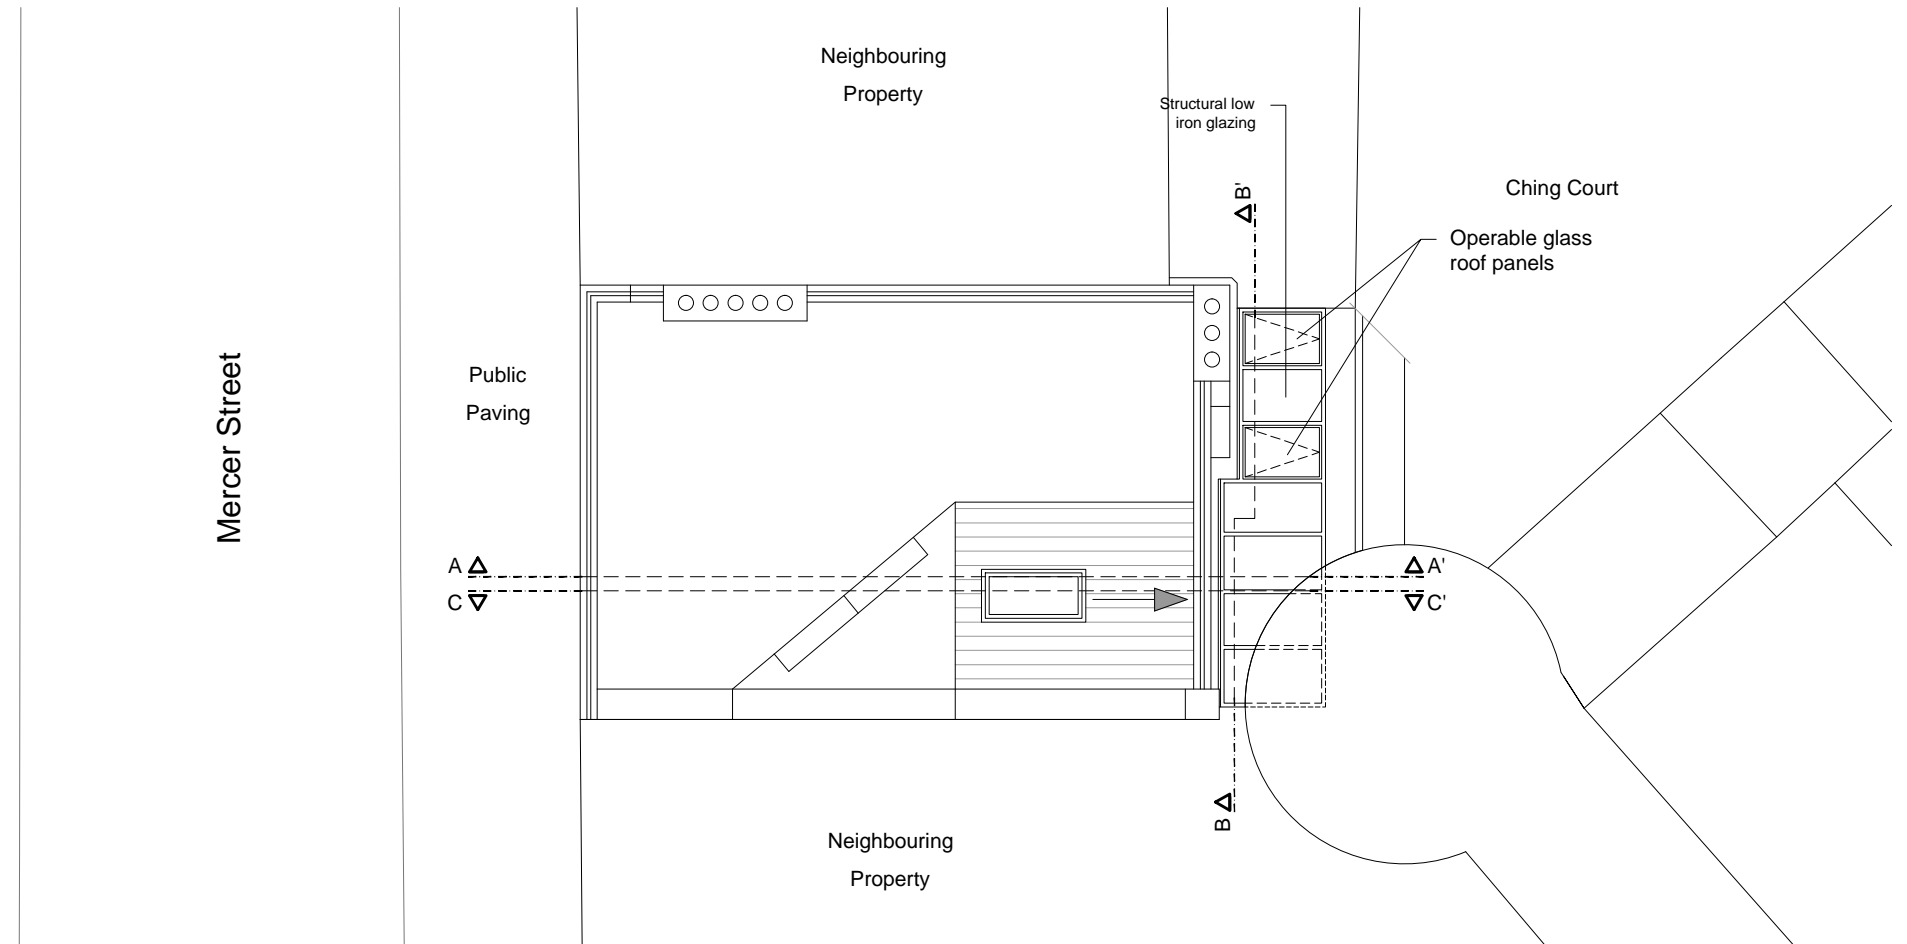 Neighbouring
Property
Structural low
iron glazing
B'
Ching Court
Operable glass
roof panels
Mercer Street
Public
Paving
A
A'
C
C'
B
Neighbouring
Property